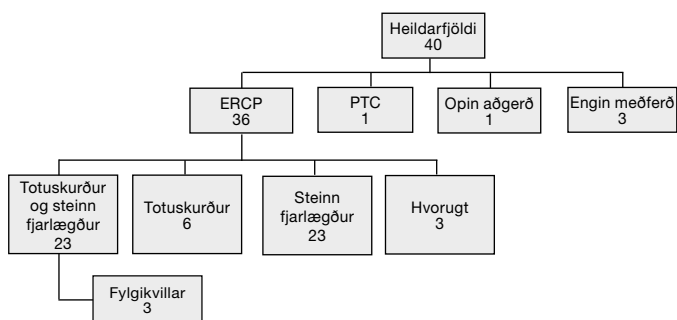 Heildarfjöldi
40
ERCP
36
PTC
1
Opin aðgerð
1
Engin meðferð
3
Totuskurður
og steinn
fjarlægður
23
Totuskurður
6
Steinn
fjarlægður
23
Hvorugt
3
Fylgikvillar
3